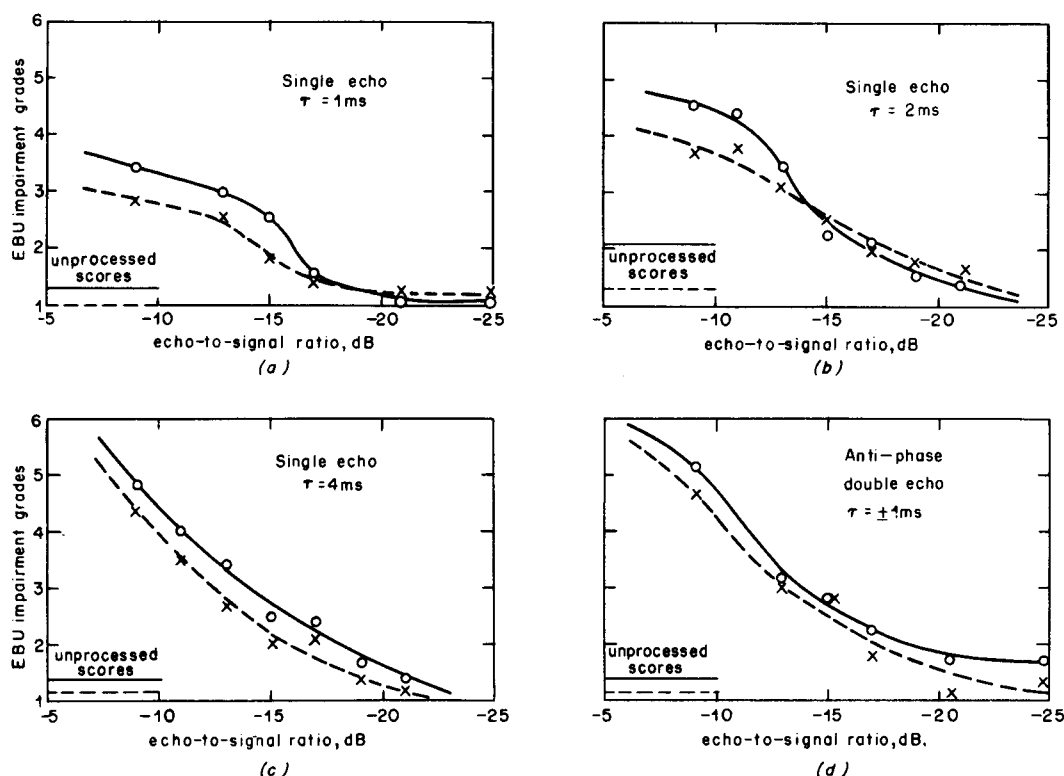 6
5
4
3
2
1
EBU impairment grades
Single echo
τ = 1ms
unprocessed
scores
-5 -10 -15 -20 -25
echo-to-signal ratio, dB
(a)
Single echo
τ = 2ms
unprocessed
scores
-5 -10 -15 -20 -25
echo-to-signal ratio, dB
(b)
6
5
4
3
2
1
EBU impairment grades
Single echo
τ = 4ms
unprocessed
scores
-5 -10 -15 -20 -25
echo-to-signal ratio, dB
(c)
Anti-phase
double echo
τ = ±1ms
unprocessed
scores
-5 -10 -15 -20 -25
echo-to-signal ratio, dB.
(d)